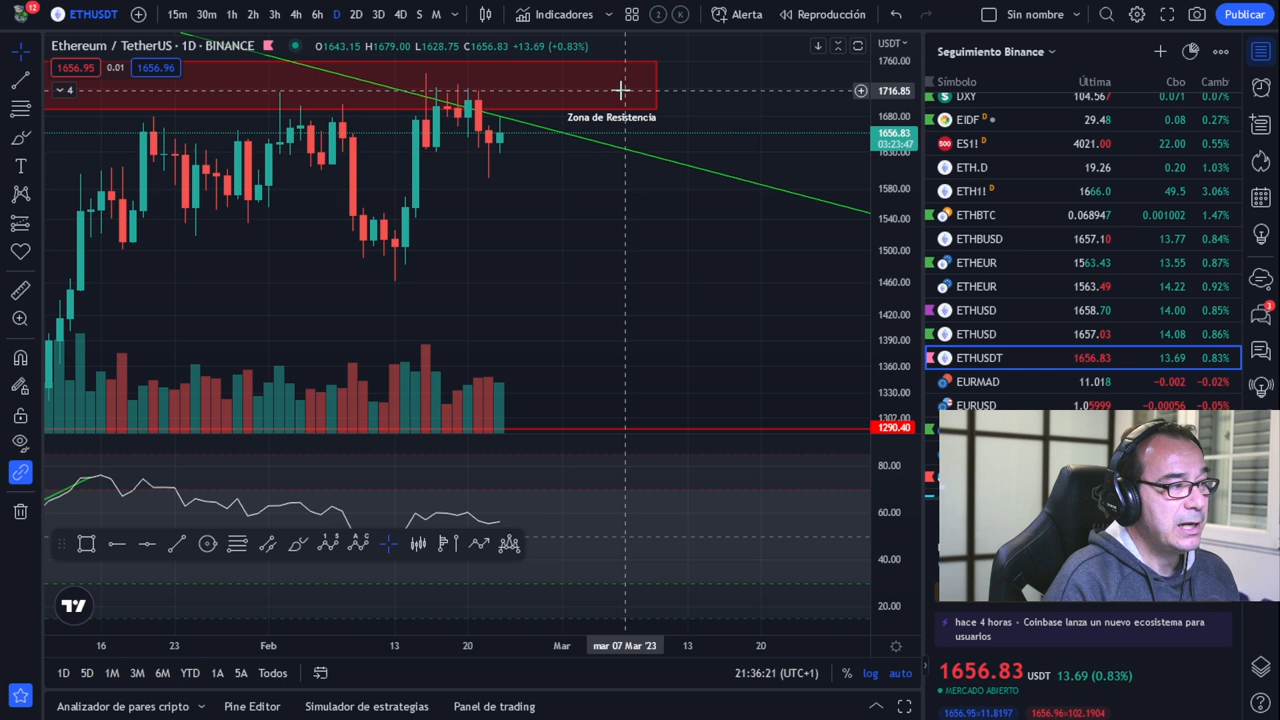 12
ETHUSDT
15m 30m 1h 2h 3h 4h 6h D 2D 3D 4D S M
Indicadores
2 K
Alerta
Reproducción
Sin nombre
Publicar
Ethereum / TetherUS · 1D · BINANCE
O1643.15 H1679.00 L1628.75 C1656.83 +13.69 (+0.83%)
USDT
1656.95 0.01 1656.96
4
Zona de Resistencia
1760.00
1716.85
1680.00
1656.83
03:23:47
1630.00
1580.00
1540.00
1500.00
1460.00
1420.00
1390.00
1360.00
1330.00
1302.00
1290.40
80.00
60.00
40.00
20.00
16 23 Feb 13 20 Mar mar 07 Mar '23 13 20
1D 5D 1M 3M 6M YTD 1A 5A Todos
21:36:21 (UTC+1) % log auto
Analizador de pares cripto Pine Editor Simulador de estrategias Panel de trading
Seguimiento Binance
Símbolo Última Cbo Camb
DXY 104.567 0.071 0.07%
EIDF D 29.48 0.08 0.27%
500 ES1! D 4021.00 22.00 0.55%
ETH.D 19.26 0.20 1.03%
ETH1! D 1666.0 49.5 3.06%
ETHBTC 0.068947 0.001002 1.47%
ETHBUSD 1657.10 13.77 0.84%
ETHEUR 1563.43 13.55 0.87%
ETHEUR 1563.49 14.22 0.92%
ETHUSD 1658.70 14.00 0.85%
ETHUSD 1657.03 14.08 0.86%
ETHUSDT 1656.83 13.69 0.83%
EURMAD 11.018 −0.002 −0.02%
EURUSD 1.05999 −0.00056 −0.05%
3
hace 4 horas · Coinbase lanza un nuevo ecosistema para
usuarios
1656.83 USDT 13.69 (0.83%)
MERCADO ABIERTO
1656.95×11.8197 1656.96×102.1904